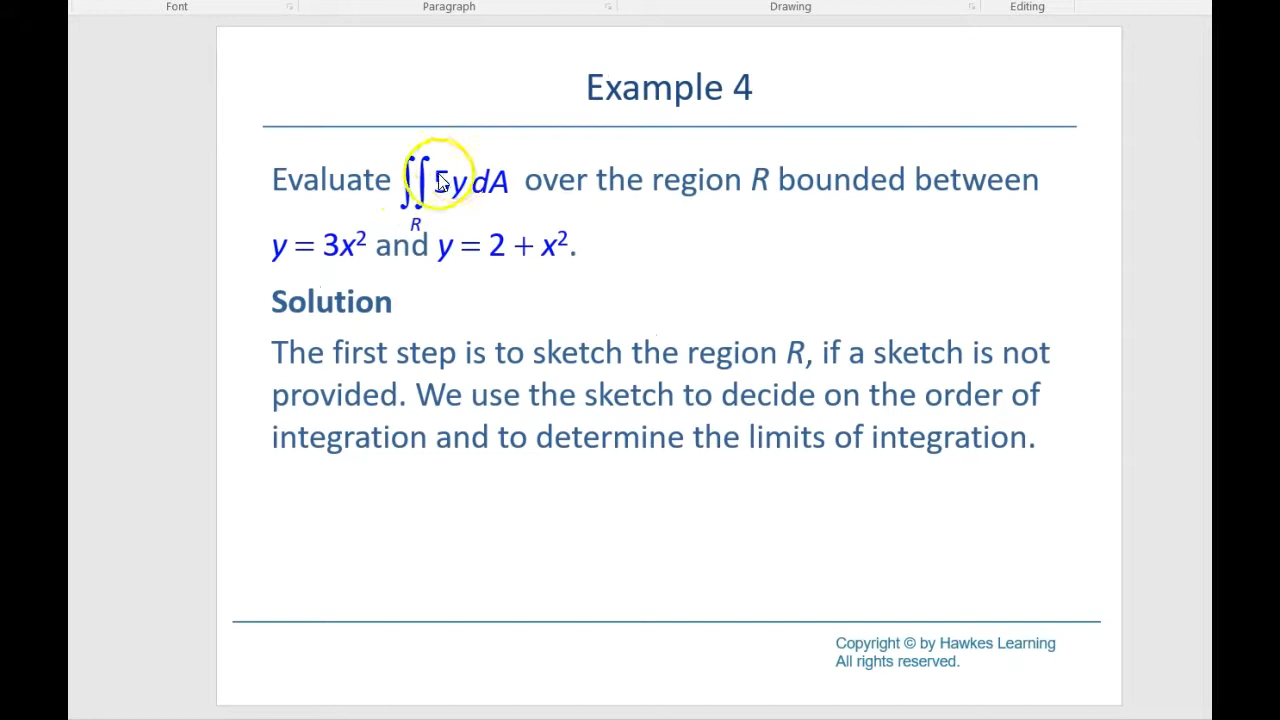 Font Paragraph Drawing Editing
Example 4
Evaluate ∬ 5y dA over the region R bounded between
R
y = 3x² and y = 2 + x².
Solution
The first step is to sketch the region R, if a sketch is not
provided. We use the sketch to decide on the order of
integration and to determine the limits of integration.
Copyright © by Hawkes Learning
All rights reserved.